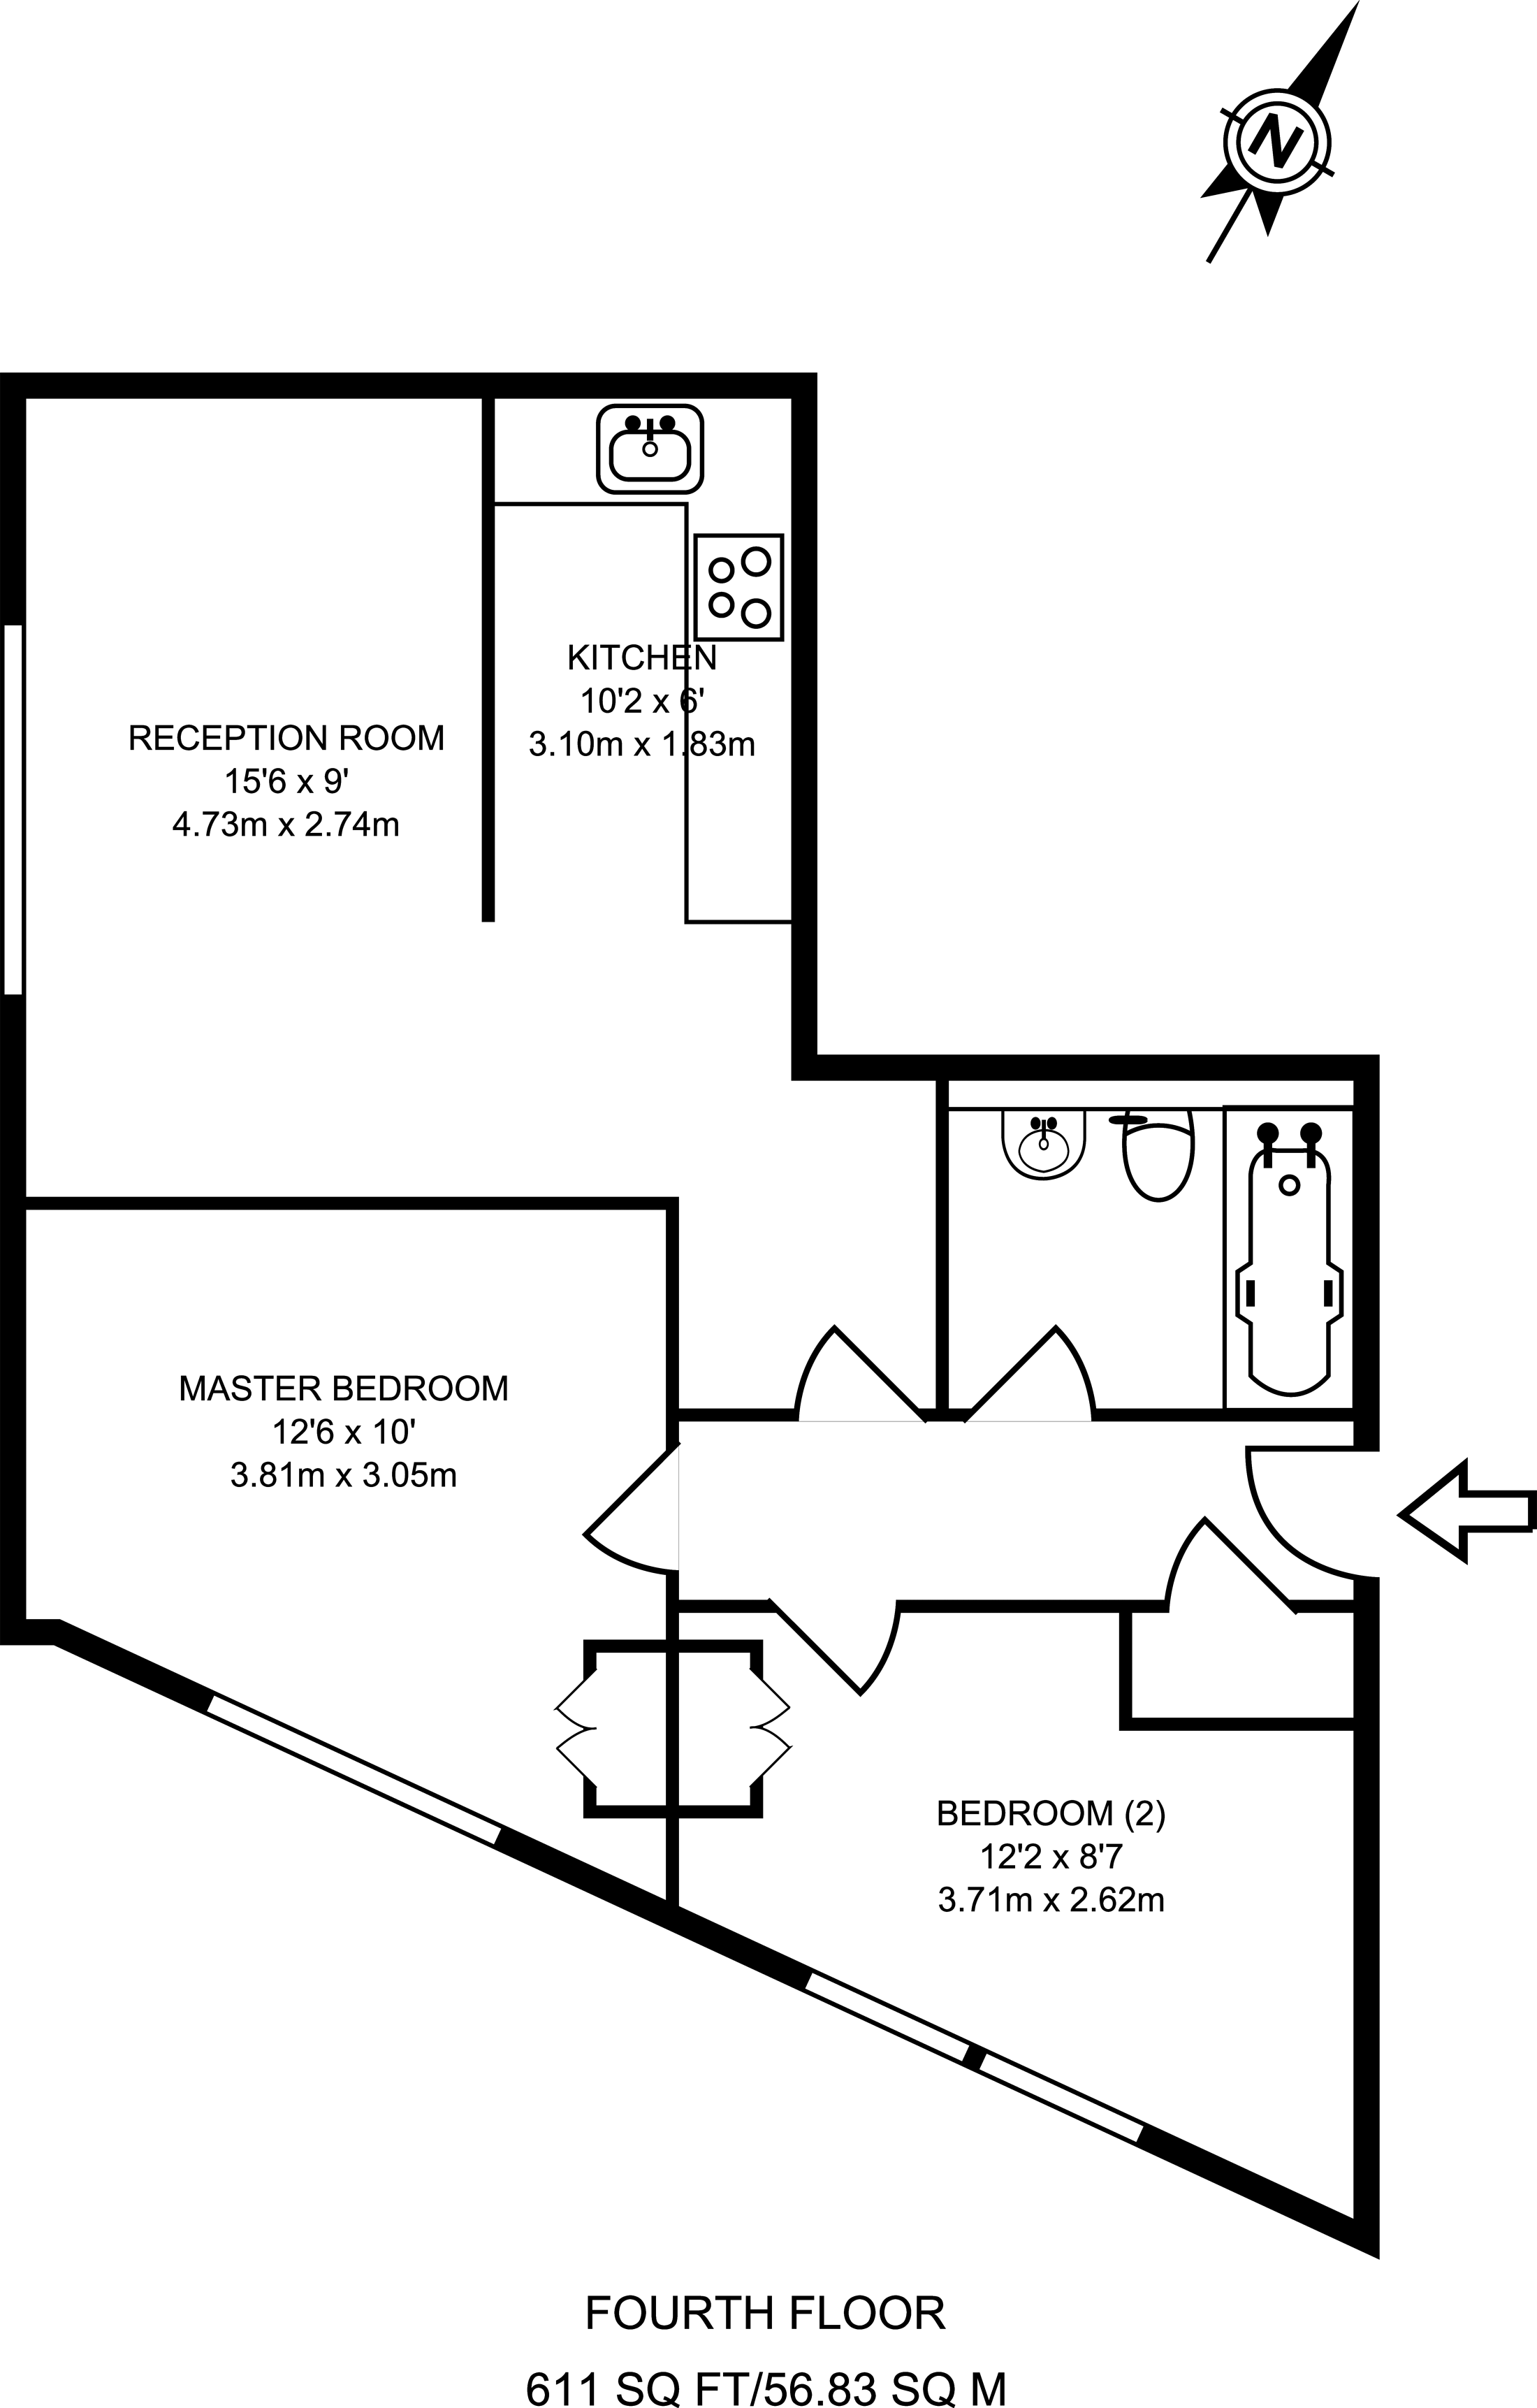 N
KITCHEN
10'2 x 6'
3.10m x 1.83m
RECEPTION ROOM
15'6 x 9'
4.73m x 2.74m
MASTER BEDROOM
12'6 x 10'
3.81m x 3.05m
BEDROOM (2)
12'2 x 8'7
3.71m x 2.62m
FOURTH FLOOR
611 SQ FT/56.83 SQ M